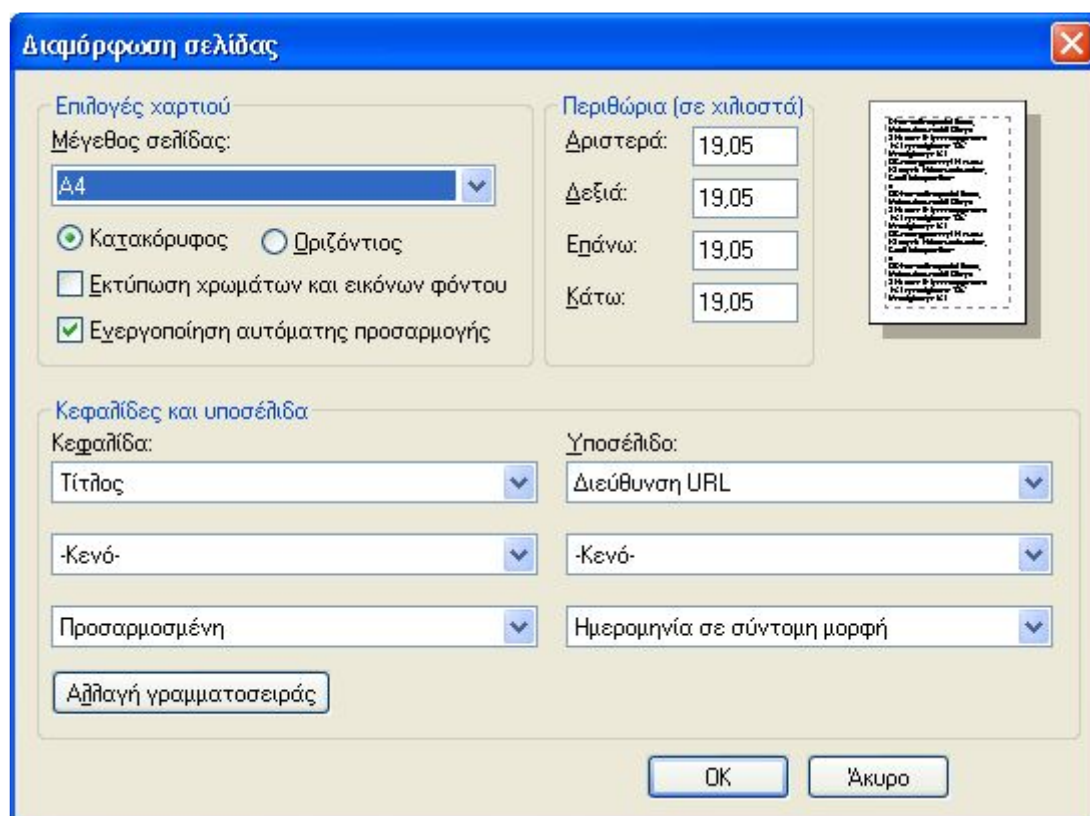 Διαμόρφωση σελίδας
Επιλογές χαρτιού
Μέγεθος σελίδας:
A4
Κατακόρυφος Οριζόντιος
Εκτύπωση χρωμάτων και εικόνων φόντου
Ενεργοποίηση αυτόματης προσαρμογής
Περιθώρια (σε χιλιοστά)
Αριστερά: 19,05
Δεξιά: 19,05
Επάνω: 19,05
Κάτω: 19,05
Κεφαλίδες και υποσέλιδα
Κεφαλίδα: Υποσέλιδο:
Τίτλος Διεύθυνση URL
-Κενό- -Κενό-
Προσαρμοσμένη Ημερομηνία σε σύντομη μορφή
Αλλαγή γραμματοσειράς
OK Άκυρο